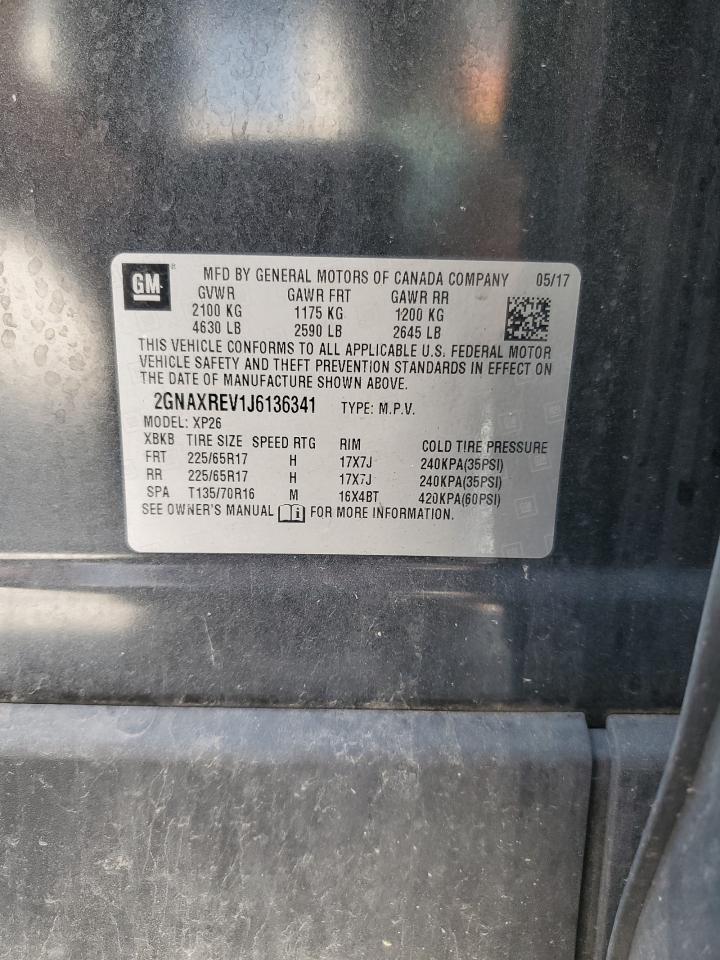 GM ® MFD BY GENERAL MOTORS OF CANADA COMPANY 05/17
GVWR GAWR FRT GAWR RR
2100 KG 1175 KG 1200 KG
4630 LB 2590 LB 2645 LB
THIS VEHICLE CONFORMS TO ALL APPLICABLE U.S. FEDERAL MOTOR
VEHICLE SAFETY AND THEFT PREVENTION STANDARDS IN EFFECT ON
THE DATE OF MANUFACTURE SHOWN ABOVE.
2GNAXREV1J6136341 TYPE: M.P.V.
MODEL: XP26
XBKB TIRE SIZE SPEED RTG RIM COLD TIRE PRESSURE
FRT 225/65R17 H 17X7J 240KPA(35PSI)
RR 225/65R17 H 17X7J 240KPA(35PSI)
SPA T135/70R16 M 16X4BT 420KPA(60PSI)
SEE OWNER'S MANUAL i FOR MORE INFORMATION.